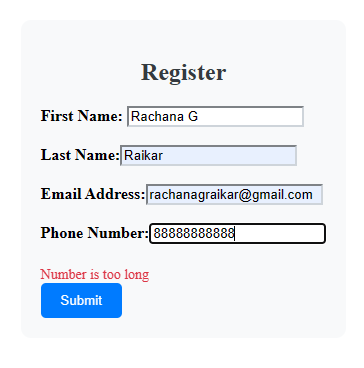 Register
First Name: Rachana G
Last Name: Raikar
Email Address: rachanagraikar@gmail.com
Phone Number: 88888888888
Number is too long
Submit